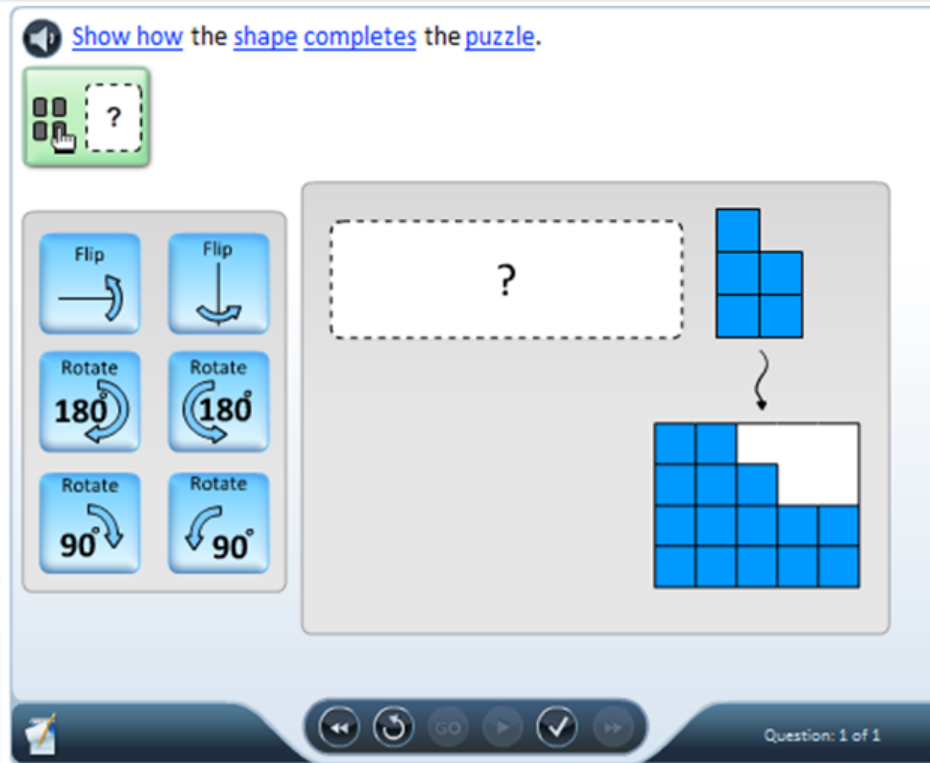 Show how the shape completes the puzzle.
?
?
Flip
Flip
Rotate
180°
Rotate
180°
Rotate
90°
Rotate
90°
GO
Question: 1 of 1